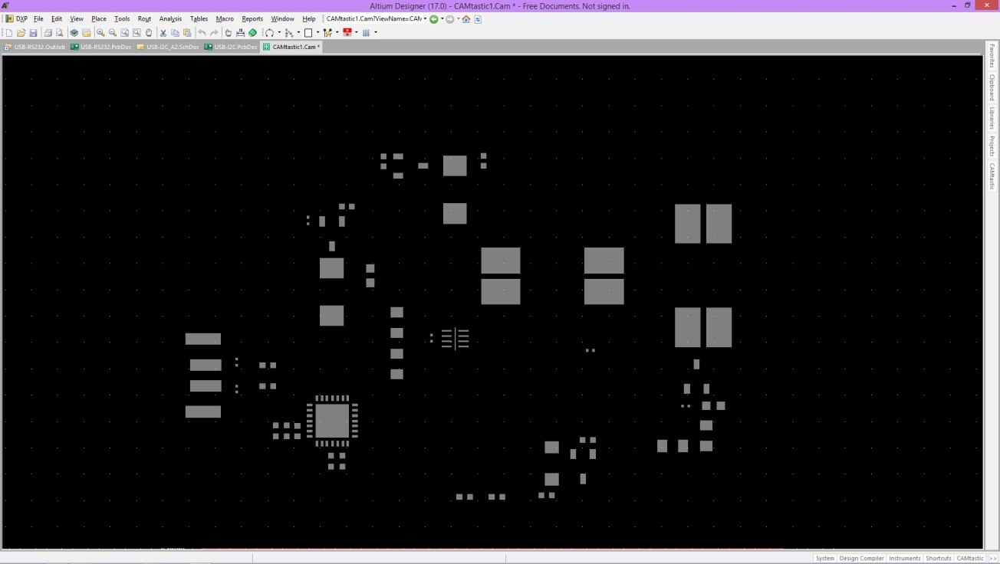 Altium Designer (17.0) - CAMtastic1.Cam * - Free Documents. Not signed in.
DXP File Edit View Place Tools Rout Analysis Tables Macro Reports Window Help CAMtastic1.Cam?ViewName=CAM
USB-RS232.OutJob USB-RS232.PcbDoc USB-I2C_A2.SchDoc USB-I2C.PcbDoc CAMtastic1.Cam *
Favorites
Clipboard
Libraries
Projects
CAMtastic
System Design Compiler Instruments Shortcuts CAMtastic >>